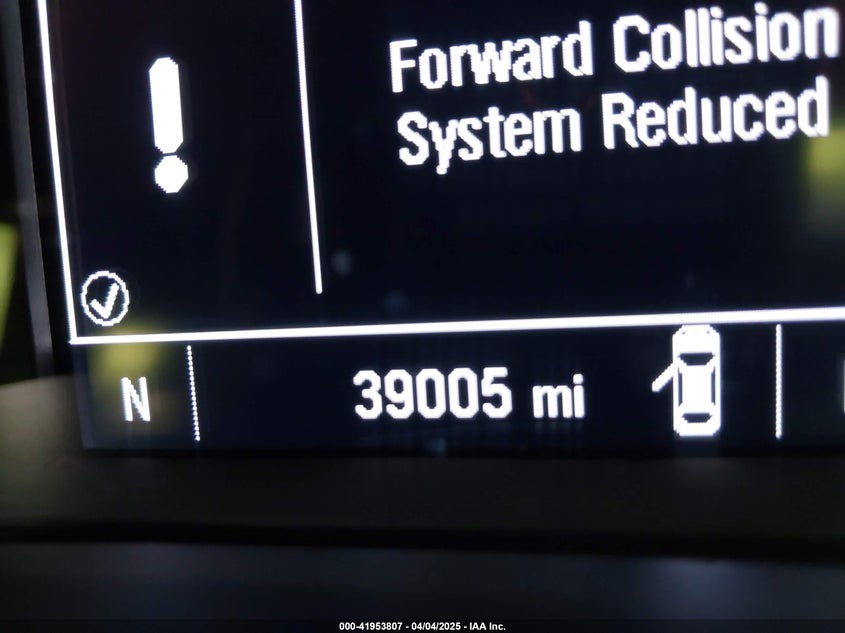 Forward Collision
System Reduced
N
39005 mi
000-41953807 - 04/04/2025 - IAA Inc.